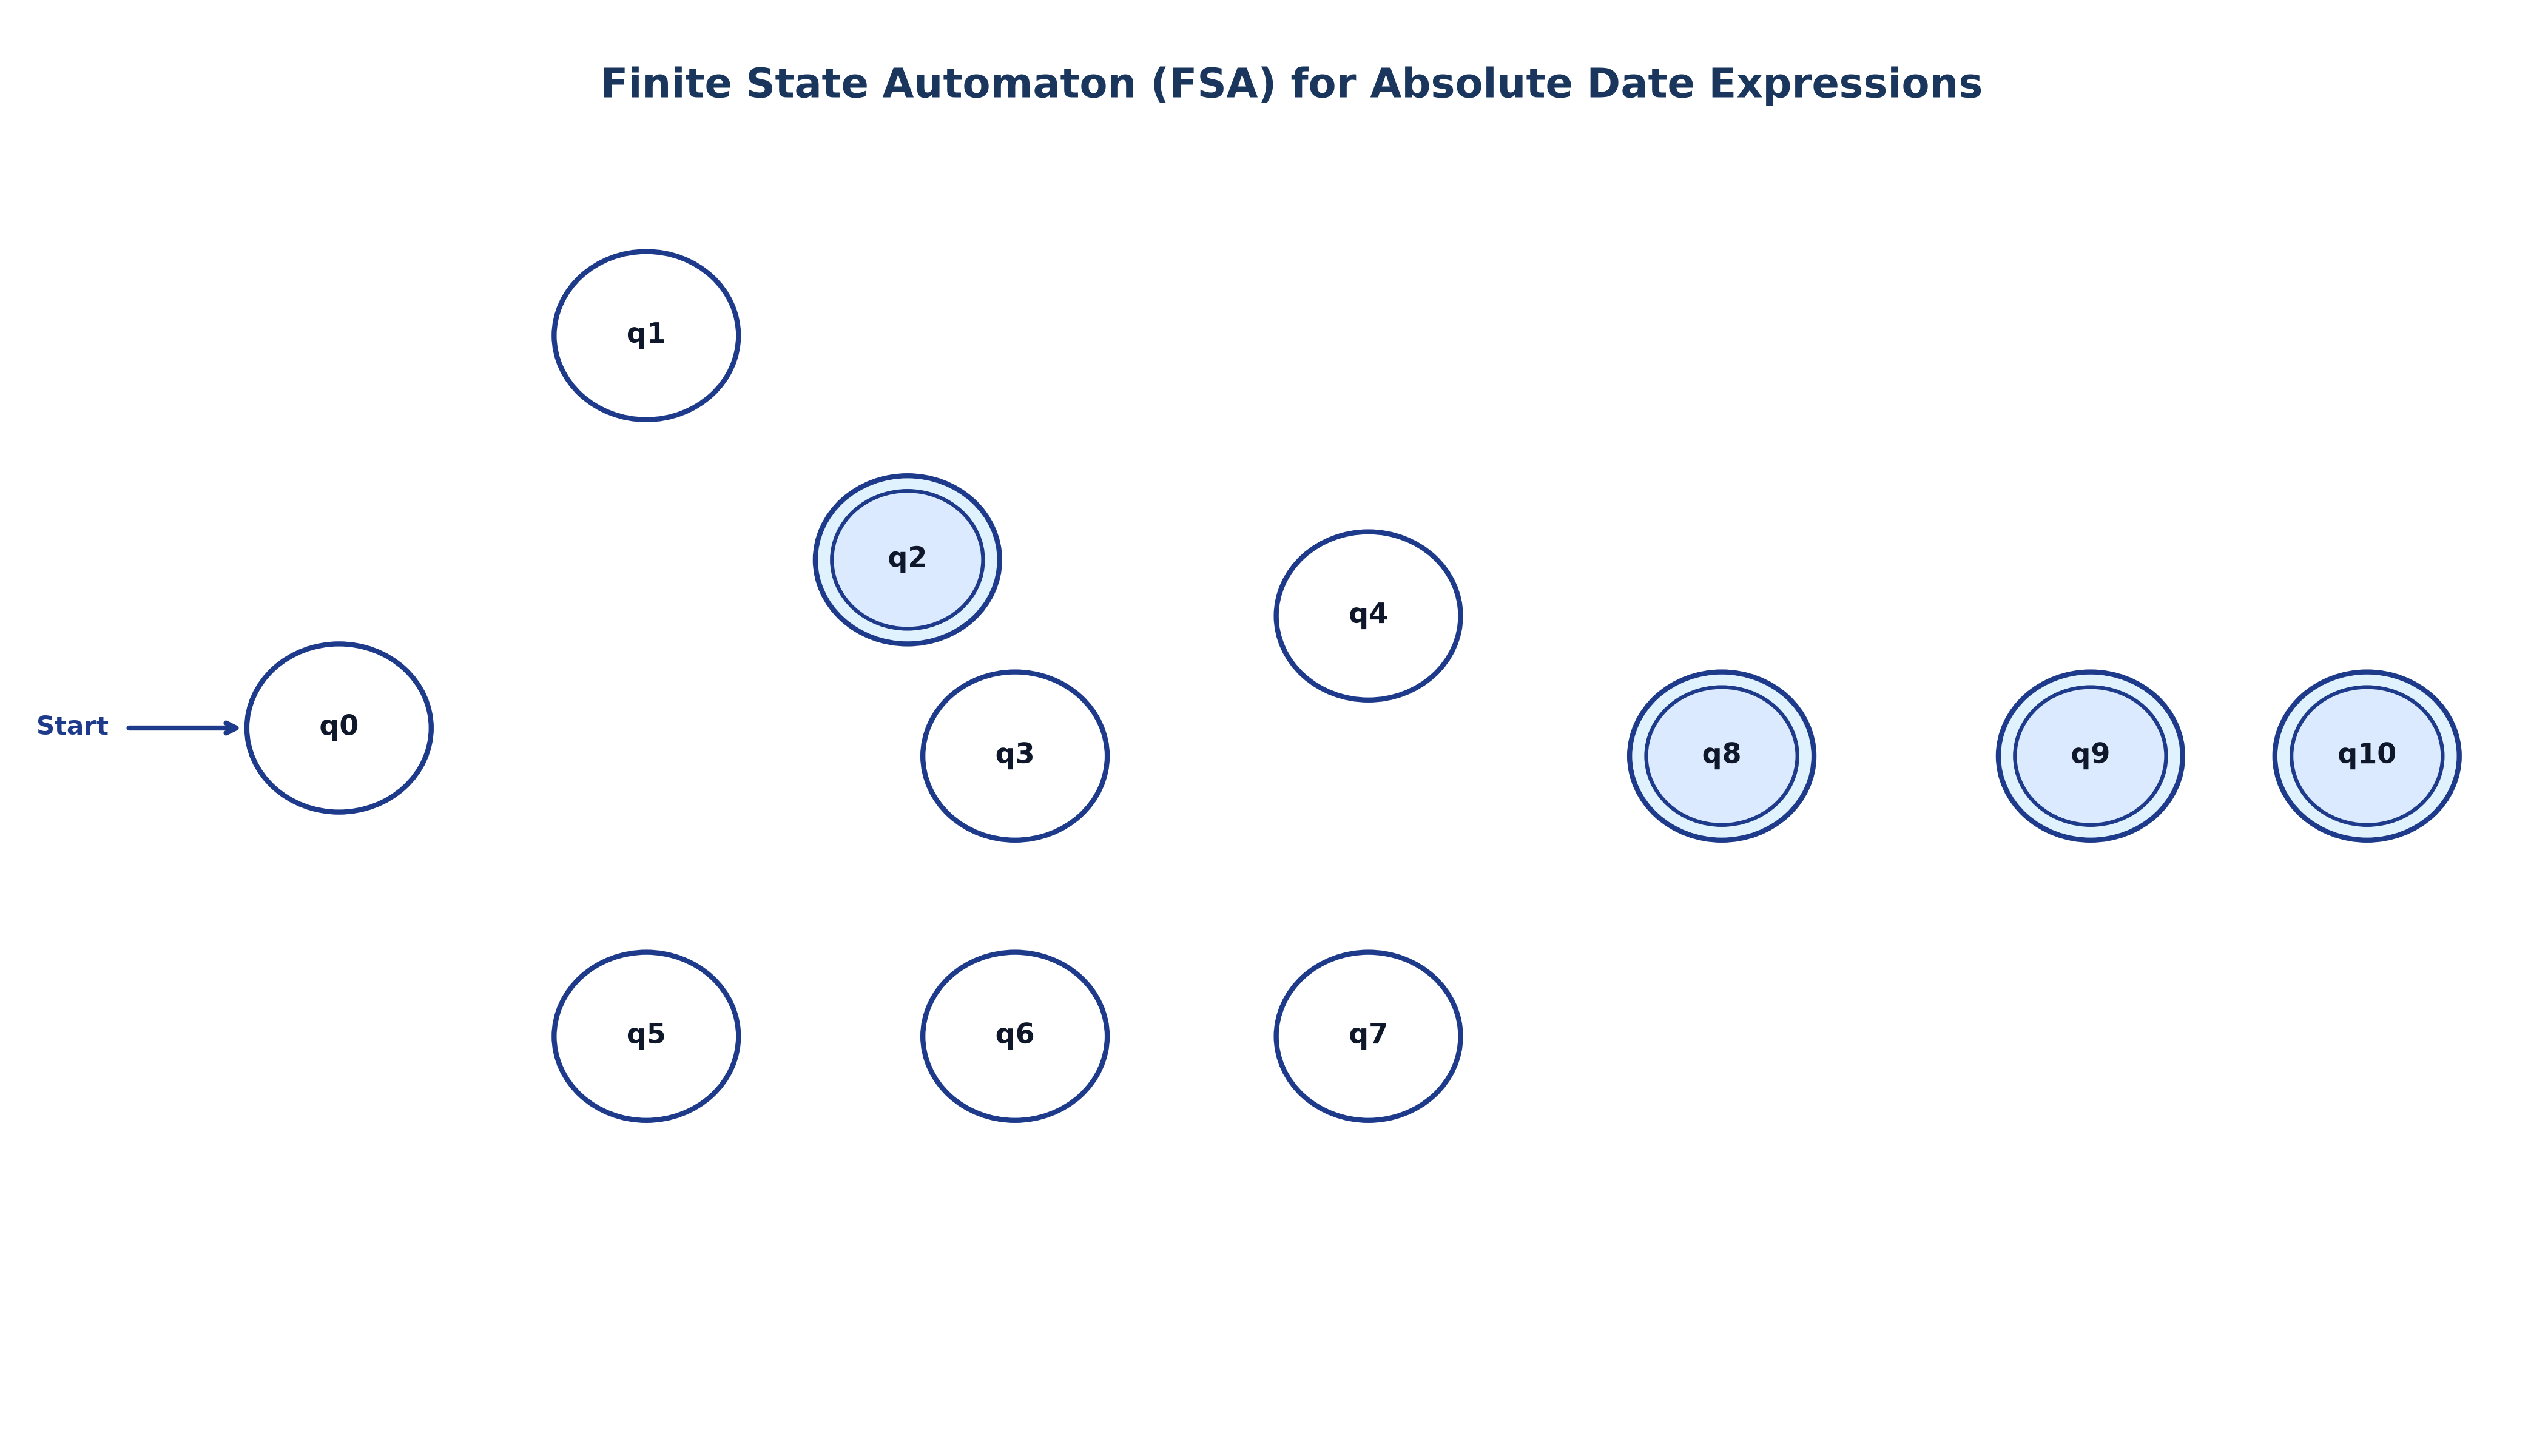 Finite State Automaton (FSA) for Absolute Date Expressions
q1
q2
q4
Start
q0
q3
q8
q9
q10
q5
q6
q7